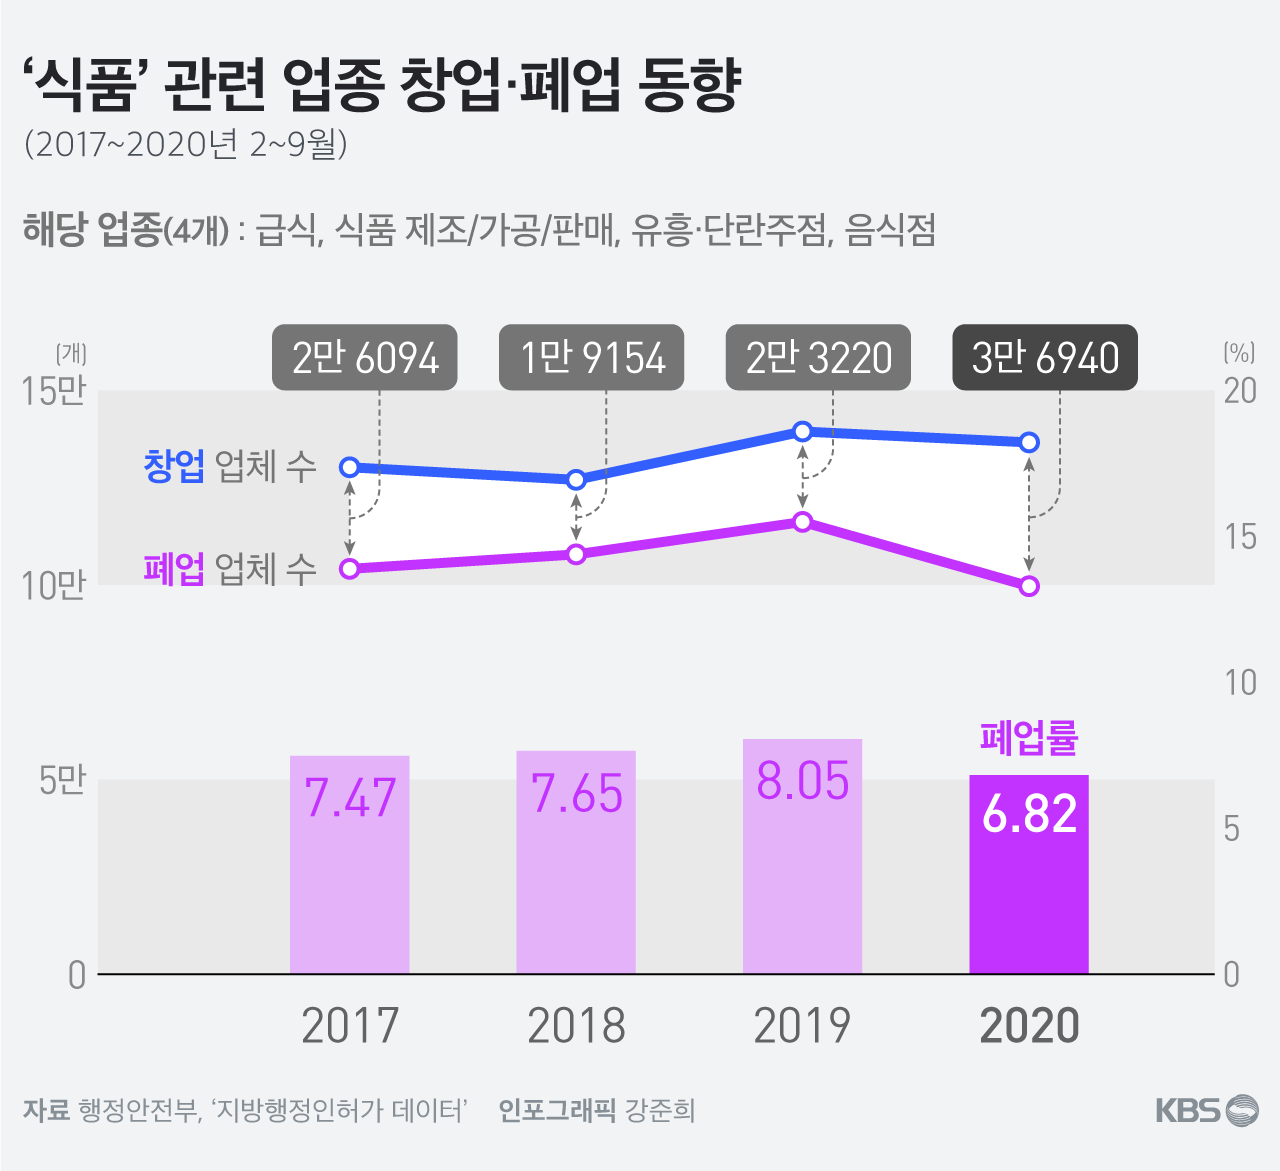 ‘식품’ 관련 업종 창업·폐업 동향
(2017~2020년 2~9월)
해당 업종(4개) : 급식, 식품 제조/가공/판매, 유흥·단란주점, 음식점
(개)
2만 6094
1만 9154
2만 3220
3만 6940
(%)
15만
20
창업 업체 수
15
폐업 업체 수
10만
10
폐업률
5만
7.47
7.65
8.05
6.82
5
0
0
2017
2018
2019
2020
자료 행정안전부, ‘지방행정인허가 데이터’ 인포그래픽 강준희
KBS